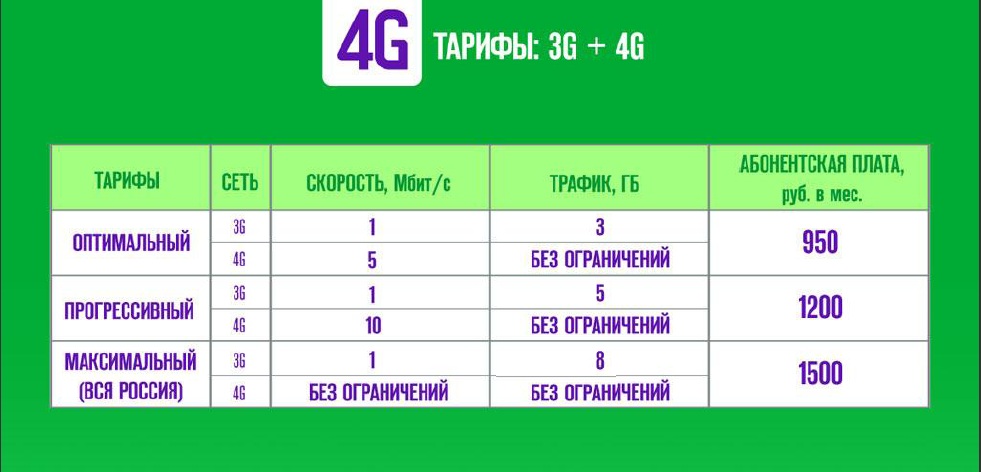 4G ТАРИФЫ: 3G + 4G
ТАРИФЫ СЕТЬ СКОРОСТЬ, Мбит/с ТРАФИК, ГБ АБОНЕНТСКАЯ ПЛАТА,
руб. в мес.
ОПТИМАЛЬНЫЙ 3G 1 3 950
4G 5 БЕЗ ОГРАНИЧЕНИЙ
ПРОГРЕССИВНЫЙ 3G 1 5 1200
4G 10 БЕЗ ОГРАНИЧЕНИЙ
МАКСИМАЛЬНЫЙ 3G 1 8 1500
(ВСЯ РОССИЯ) 4G БЕЗ ОГРАНИЧЕНИЙ БЕЗ ОГРАНИЧЕНИЙ